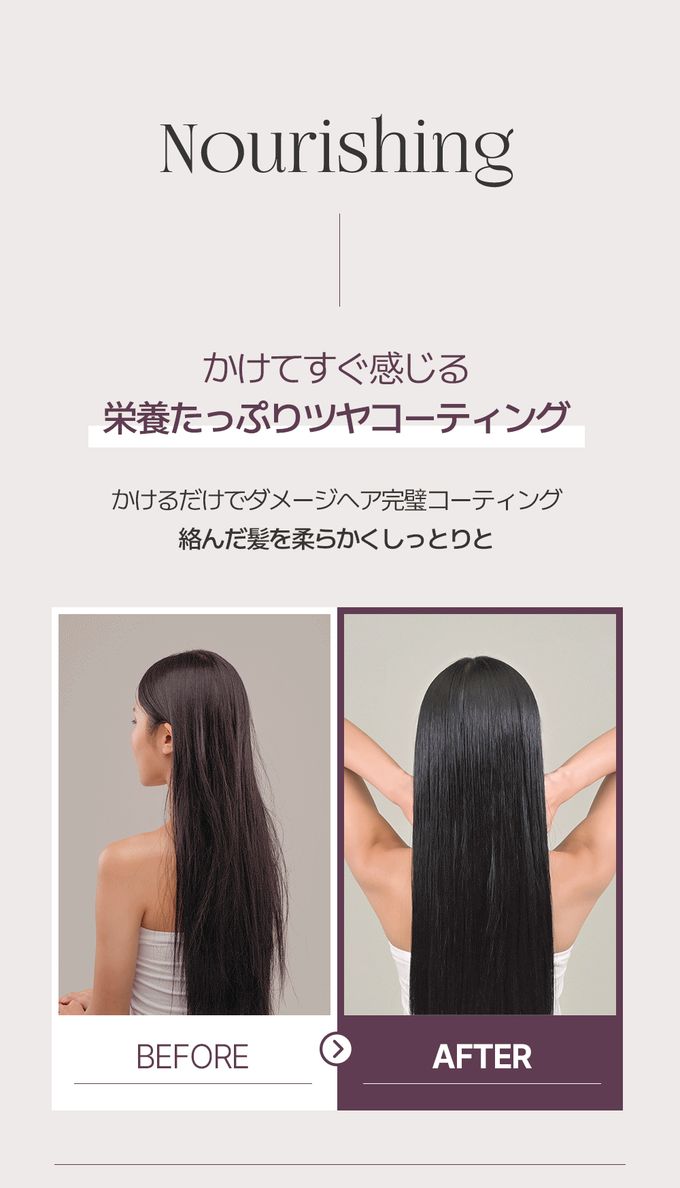 Nourishing
かけてすぐ感じる
栄養たっぷりツヤコーティング
かけるだけでダメージヘア完璧コーティング
絡んだ髪を柔らかくしっとりと
BEFORE
AFTER